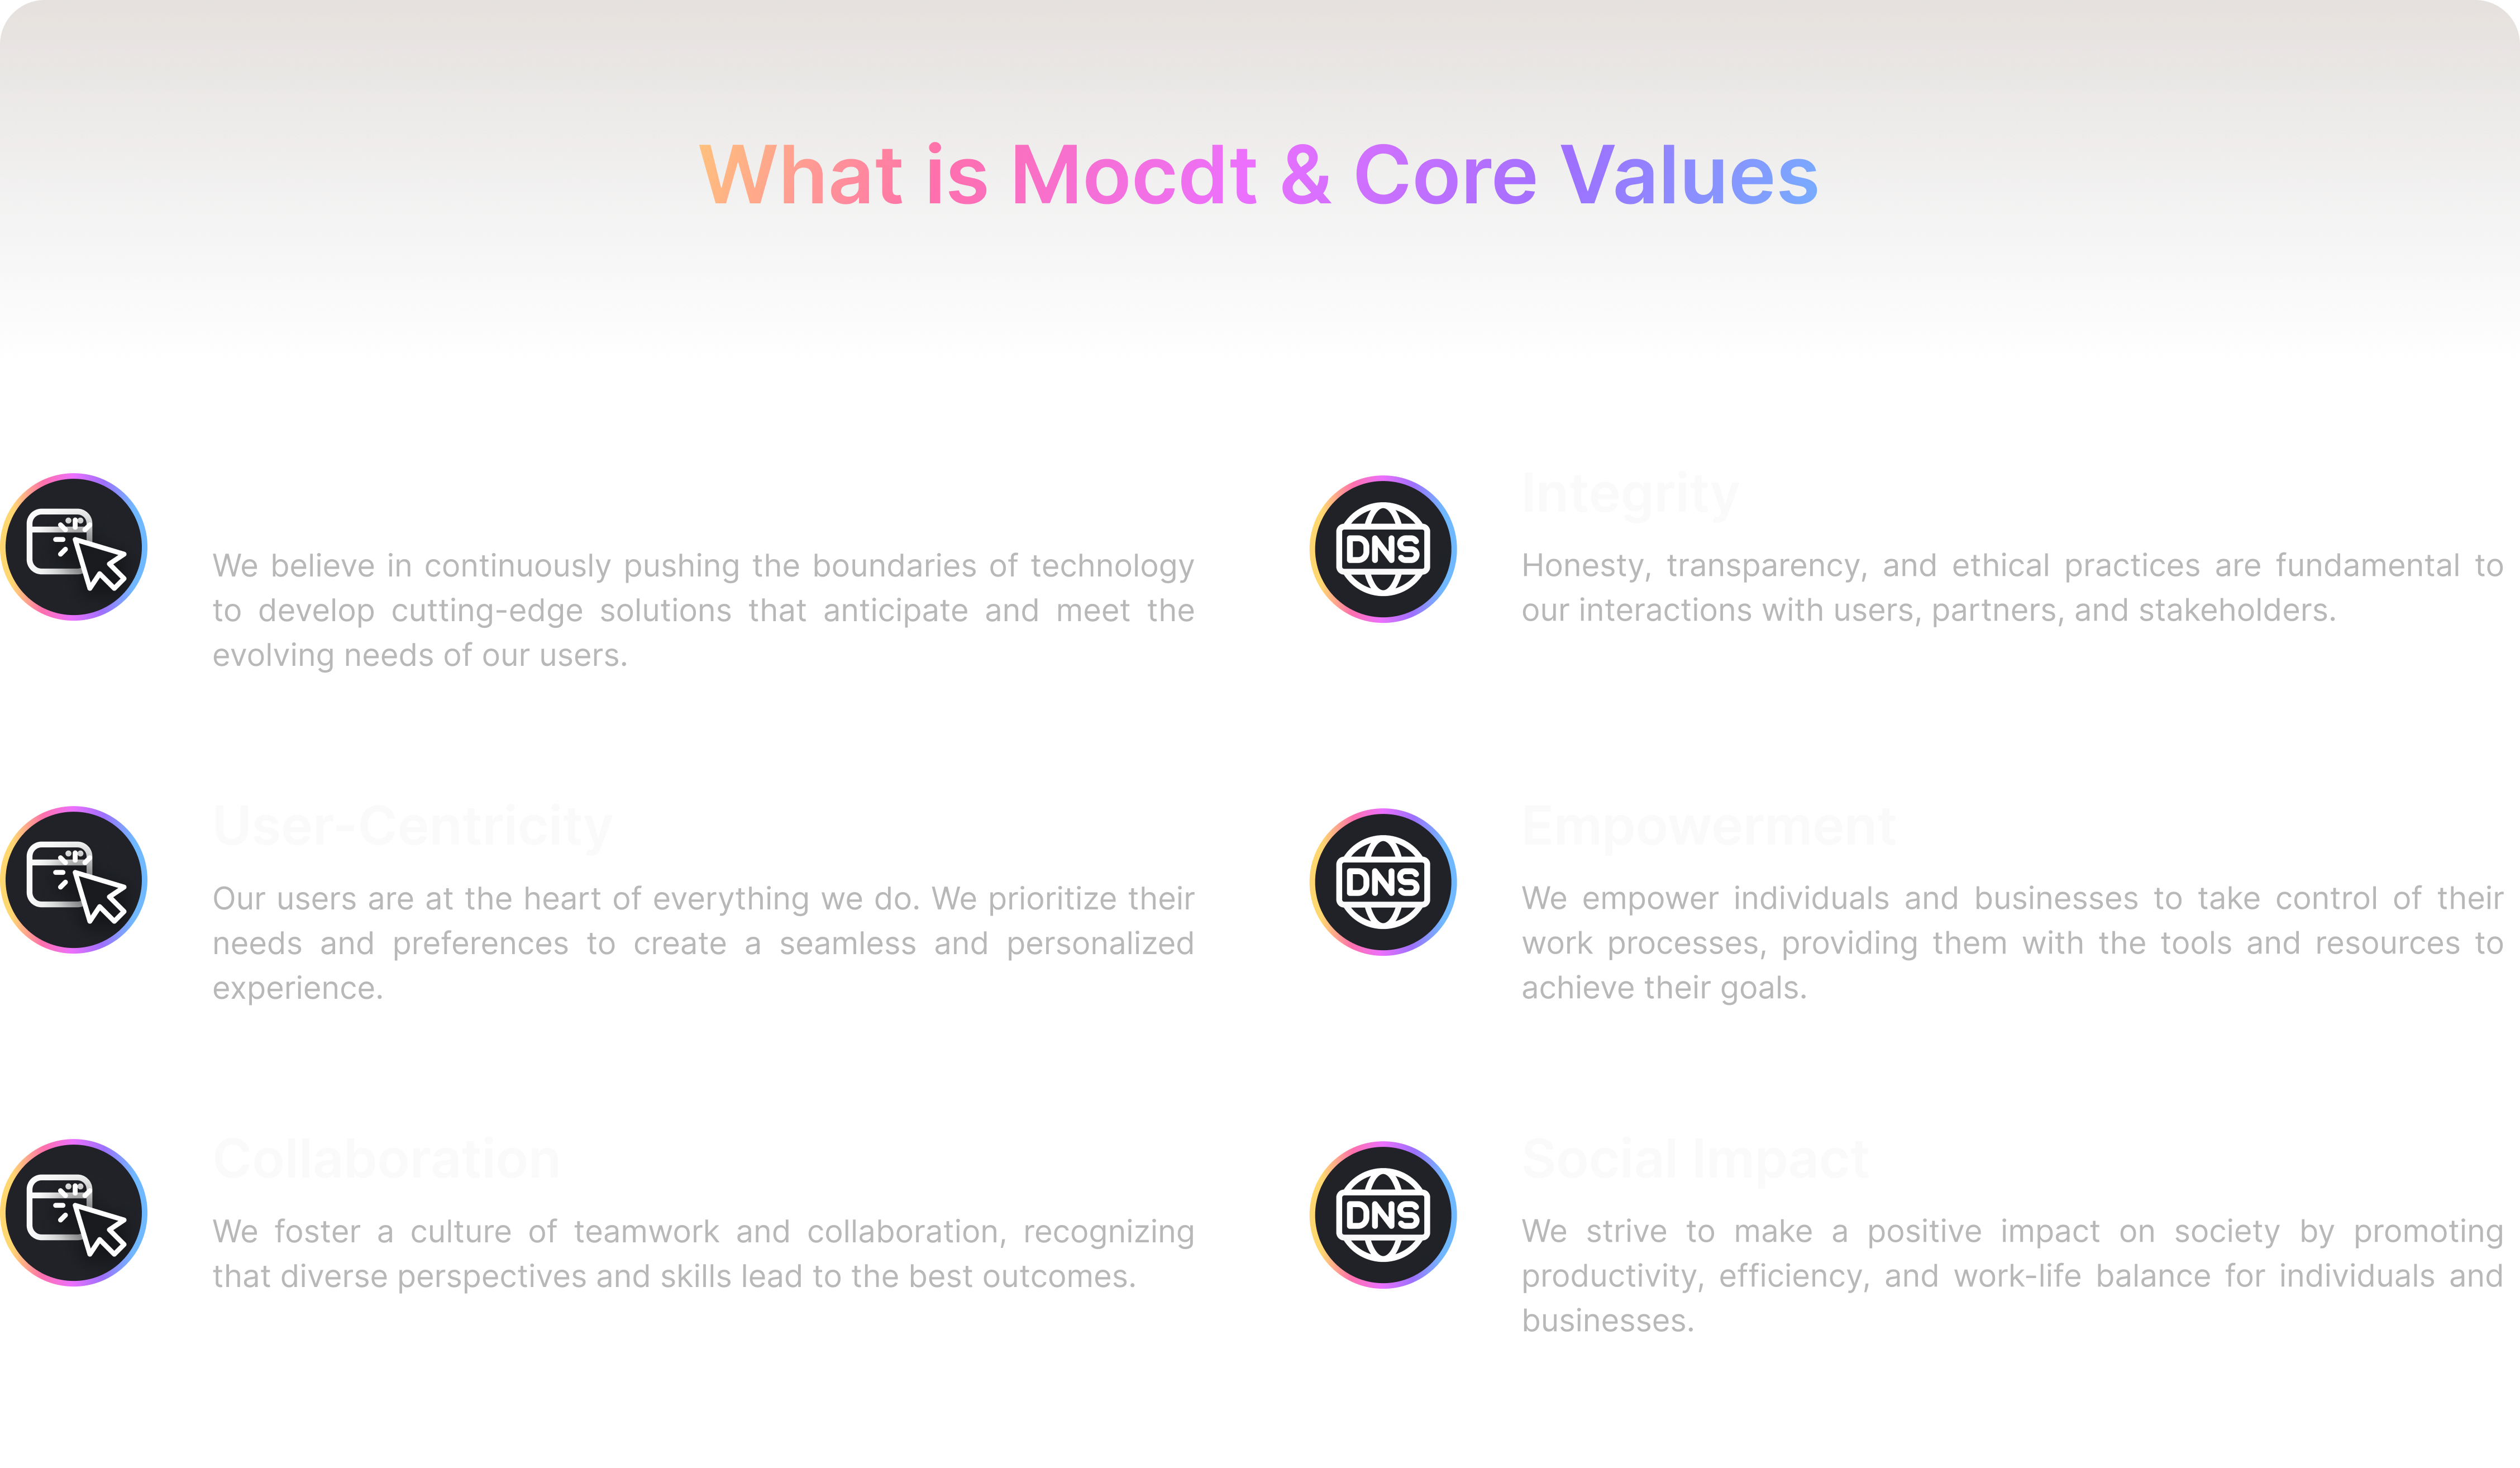 What is Mocdt & Core Values
We believe in continuously pushing the boundaries of technology
to develop cutting-edge solutions that anticipate and meet the
evolving needs of our users.
DNS
Integrity
Honesty, transparency, and ethical practices are fundamental to
our interactions with users, partners, and stakeholders.
User-Centricity
Our users are at the heart of everything we do. We prioritize their
needs and preferences to create a seamless and personalized
experience.
DNS
Empowerment
We empower individuals and businesses to take control of their
work processes, providing them with the tools and resources to
achieve their goals.
Collaboration
We foster a culture of teamwork and collaboration, recognizing
that diverse perspectives and skills lead to the best outcomes.
DNS
Social Impact
We strive to make a positive impact on society by promoting
productivity, efficiency, and work-life balance for individuals and
businesses.